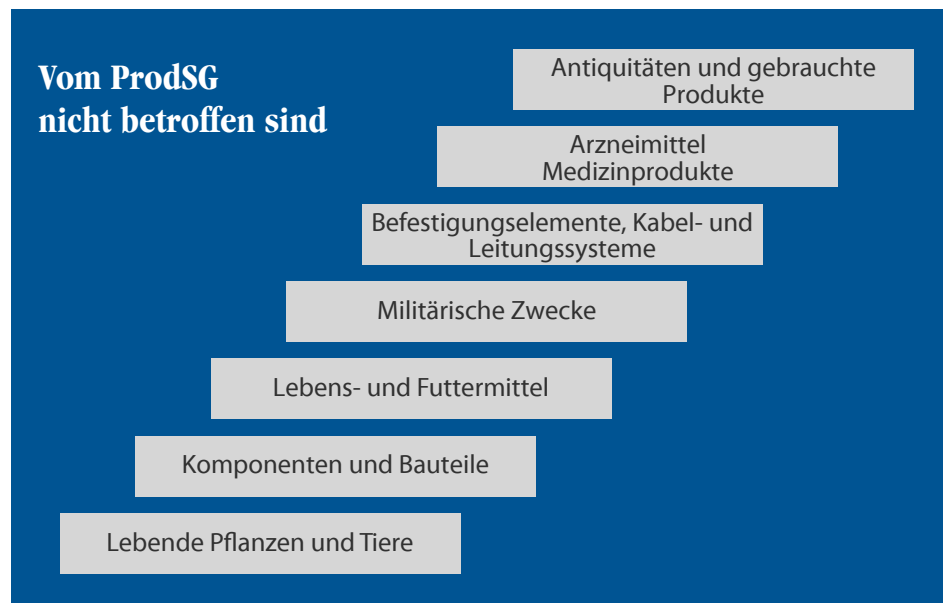 Vom ProdSG
nicht betroffen sind
Antiquitäten und gebrauchte
Produkte
Arzneimittel
Medizinprodukte
Befestigungselemente, Kabel- und
Leitungssysteme
Militärische Zwecke
Lebens- und Futtermittel
Komponenten und Bauteile
Lebende Pflanzen und Tiere